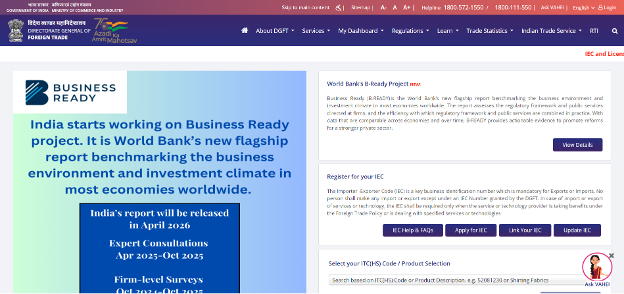 भारत सरकार वाणिज्य एवं उद्योग मंत्रालय
GOVERNMENT OF INDIA MINISTRY OF COMMERCE AND INDUSTRY
Skip to main content | Sitemap | A- A A+ | Helpline 1800-572-1550 / 1800-111-550 | Ask VAHEI | English Login
विदेश व्यापार महानिदेशालय
DIRECTORATE GENERAL OF
FOREIGN TRADE
75
Azadi Ka
Amrit Mahotsav
About DGFT Services My Dashboard Regulations Learn Trade Statistics Indian Trade Service RTI
IEC and Licens
BUSINESS
READY
India starts working on Business Ready
project. It is World Bank's new flagship
report benchmarking the business
environment and investment climate in
most economies worldwide.
India's report will be released
in April 2026
Expert Consultations
Apr 2025-Oct 2025
Firm-level Surveys
Oct 2024-Oct 2025
World Bank's B-Ready Project
Business Ready (B-READY) is the World Bank's new flagship report benchmarking the business environment and
investment climate in most economies worldwide. The report assesses the regulatory framework and public services
directed at firms, and the efficiency with which regulatory framework and public services are combined in practice. With
data that are comparable across economies and over time, B-READY provides actionable evidence to promote reforms
for a stronger private sector.
View Details
Register for your IEC
The Importer -Exporter Code (IEC) is a key business identification number which is mandatory for Exports or Imports. No
person shall make any import or export except under an IEC Number granted by the DGFT. In case of import or export
of services or technology, the IEC shall be required only when the service or technology provider is taking benefits under
the Foreign Trade Policy or is dealing with specified services or technologies
IEC Help & FAQs Apply for IEC Link Your IEC Update IEC
Select your ITC(HS) Code / Product Selection
Search based on ITC(HS) Code or Product Description. e.g. 52081230 or Shirting Fabrics
Ask VAHEI